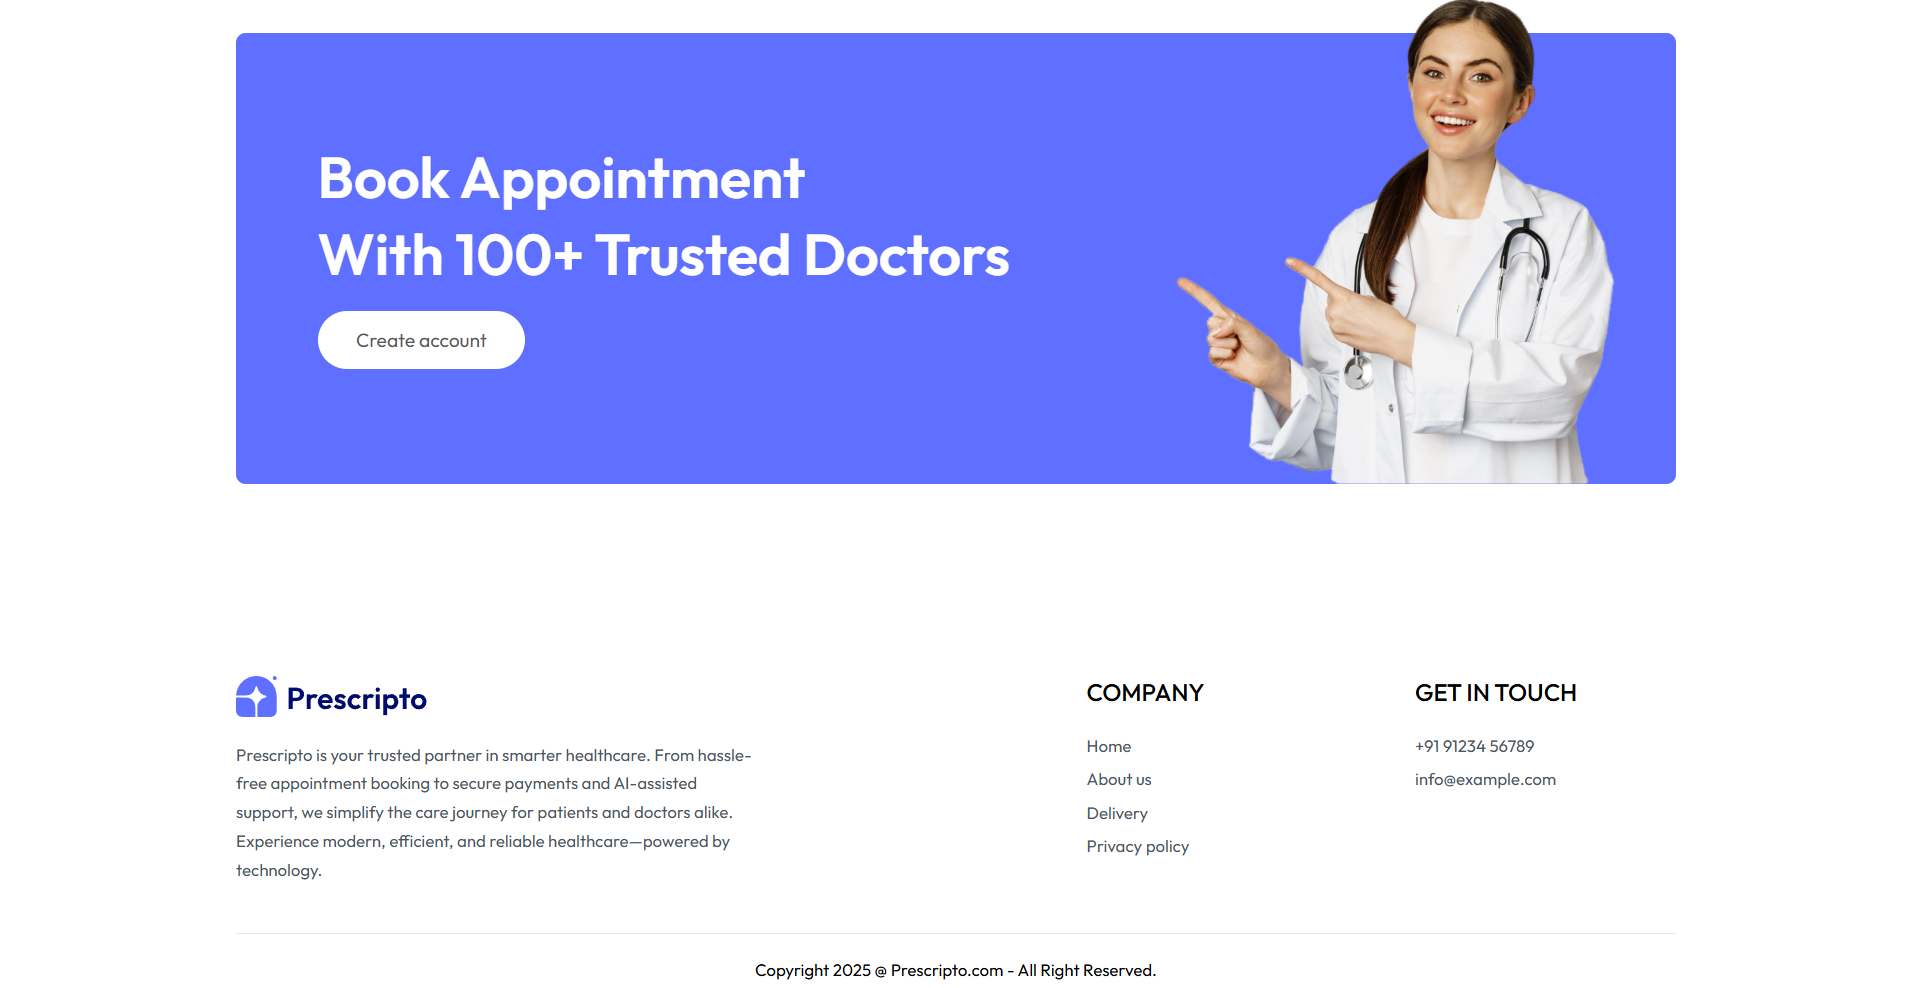 Book Appointment
With 100+ Trusted Doctors
Create account
Prescripto
Prescripto is your trusted partner in smarter healthcare. From hassle-
free appointment booking to secure payments and AI-assisted
support, we simplify the care journey for patients and doctors alike.
Experience modern, efficient, and reliable healthcare—powered by
technology.
COMPANY
Home
About us
Delivery
Privacy policy
GET IN TOUCH
+91 91234 56789
info@example.com
Copyright 2025 @ Prescripto.com - All Right Reserved.